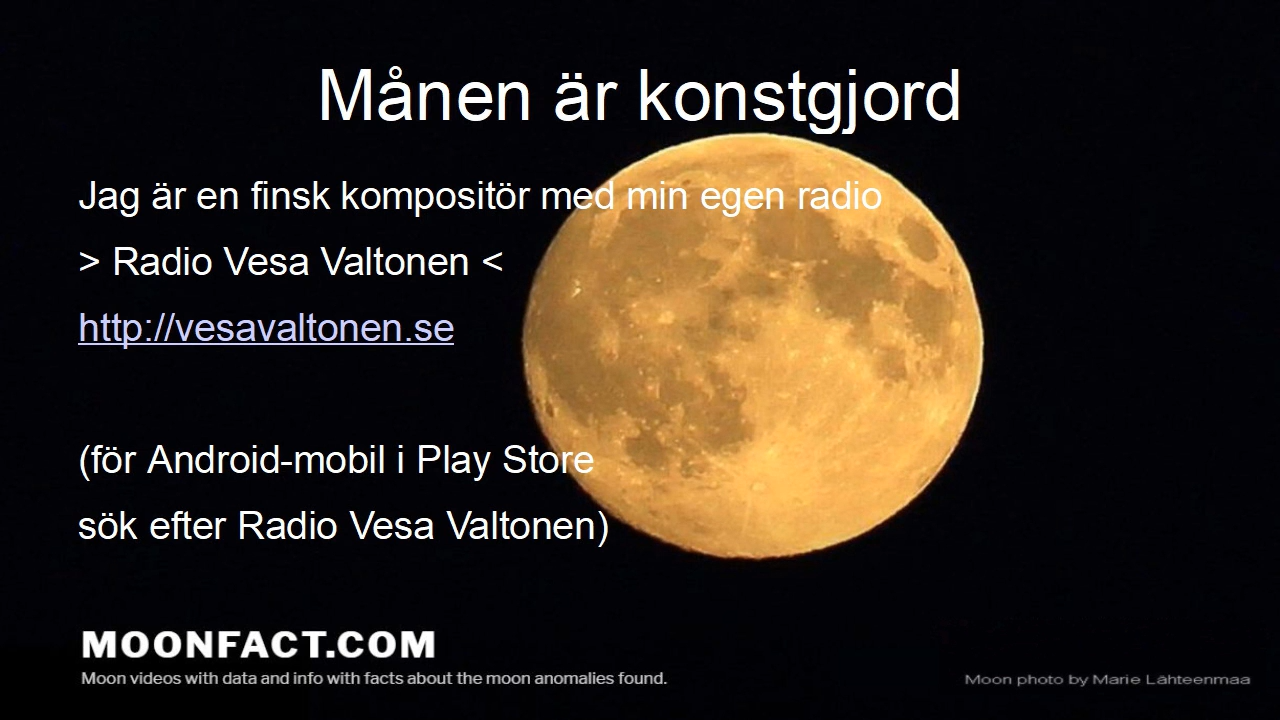 Månen är konstgjord
Jag är en finsk kompositör med min egen radio
> Radio Vesa Valtonen <
http://vesavaltonen.se
(för Android-mobil i Play Store
sök efter Radio Vesa Valtonen)
MOONFACT.COM
Moon videos with data and info with facts about the moon anomalies found.
Moon photo by Marie Lähteenmaa